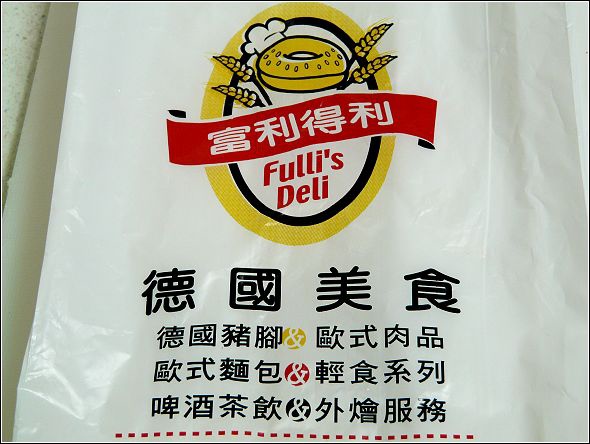 富利得利
Fulli's
Deli
德國美食
德國豬腳&歐式肉品
歐式麵包&輕食系列
啤酒茶飲&外燴服務